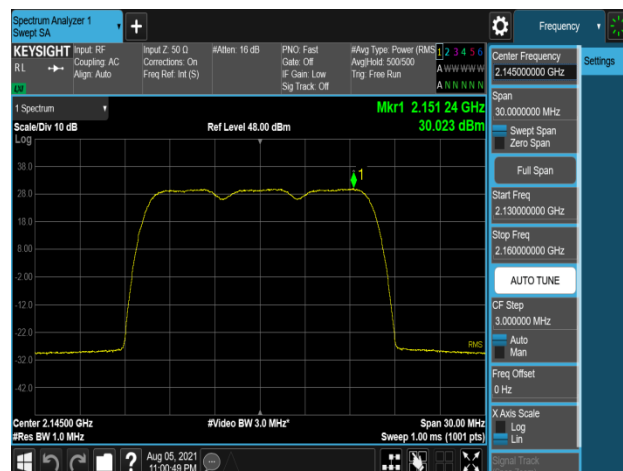 Spectrum Analyzer 1
Swept SA
+
Frequency
KEYSIGHT
RL
Input: RF
Coupling: AC
Align: Auto
Input Z: 50 Ω
Corrections: On
Freq Ref: Int (S)
#Atten: 16 dB
PNO: Fast
Gate: Off
IF Gain: Low
Sig Track: Off
#Avg Type: Power (RMS
Avg|Hold: 500/500
Trig: Free Run
1 2 3 4 5 6
A W W W W W
A N N N N N
Center Frequency
2.145000000 GHz
Settings
Span
30.0000000 MHz
Swept Span
Zero Span
Full Span
Start Freq
2.130000000 GHz
Stop Freq
2.160000000 GHz
AUTO TUNE
CF Step
3.000000 MHz
Auto
Man
Freq Offset
0 Hz
X Axis Scale
Log
Lin
Signal Track
1 Spectrum
Scale/Div 10 dB
Ref Level 48.00 dBm
Mkr1 2.151 24 GHz
30.023 dBm
Log
38.0
28.0
18.0
8.00
-2.00
-12.0
-22.0
-32.0
-42.0
1
RMS
Center 2.14500 GHz
#Res BW 1.0 MHz
#Video BW 3.0 MHz*
Span 30.00 MHz
Sweep 1.00 ms (1001 pts)
?
Aug 05, 2021
11:00:49 PM